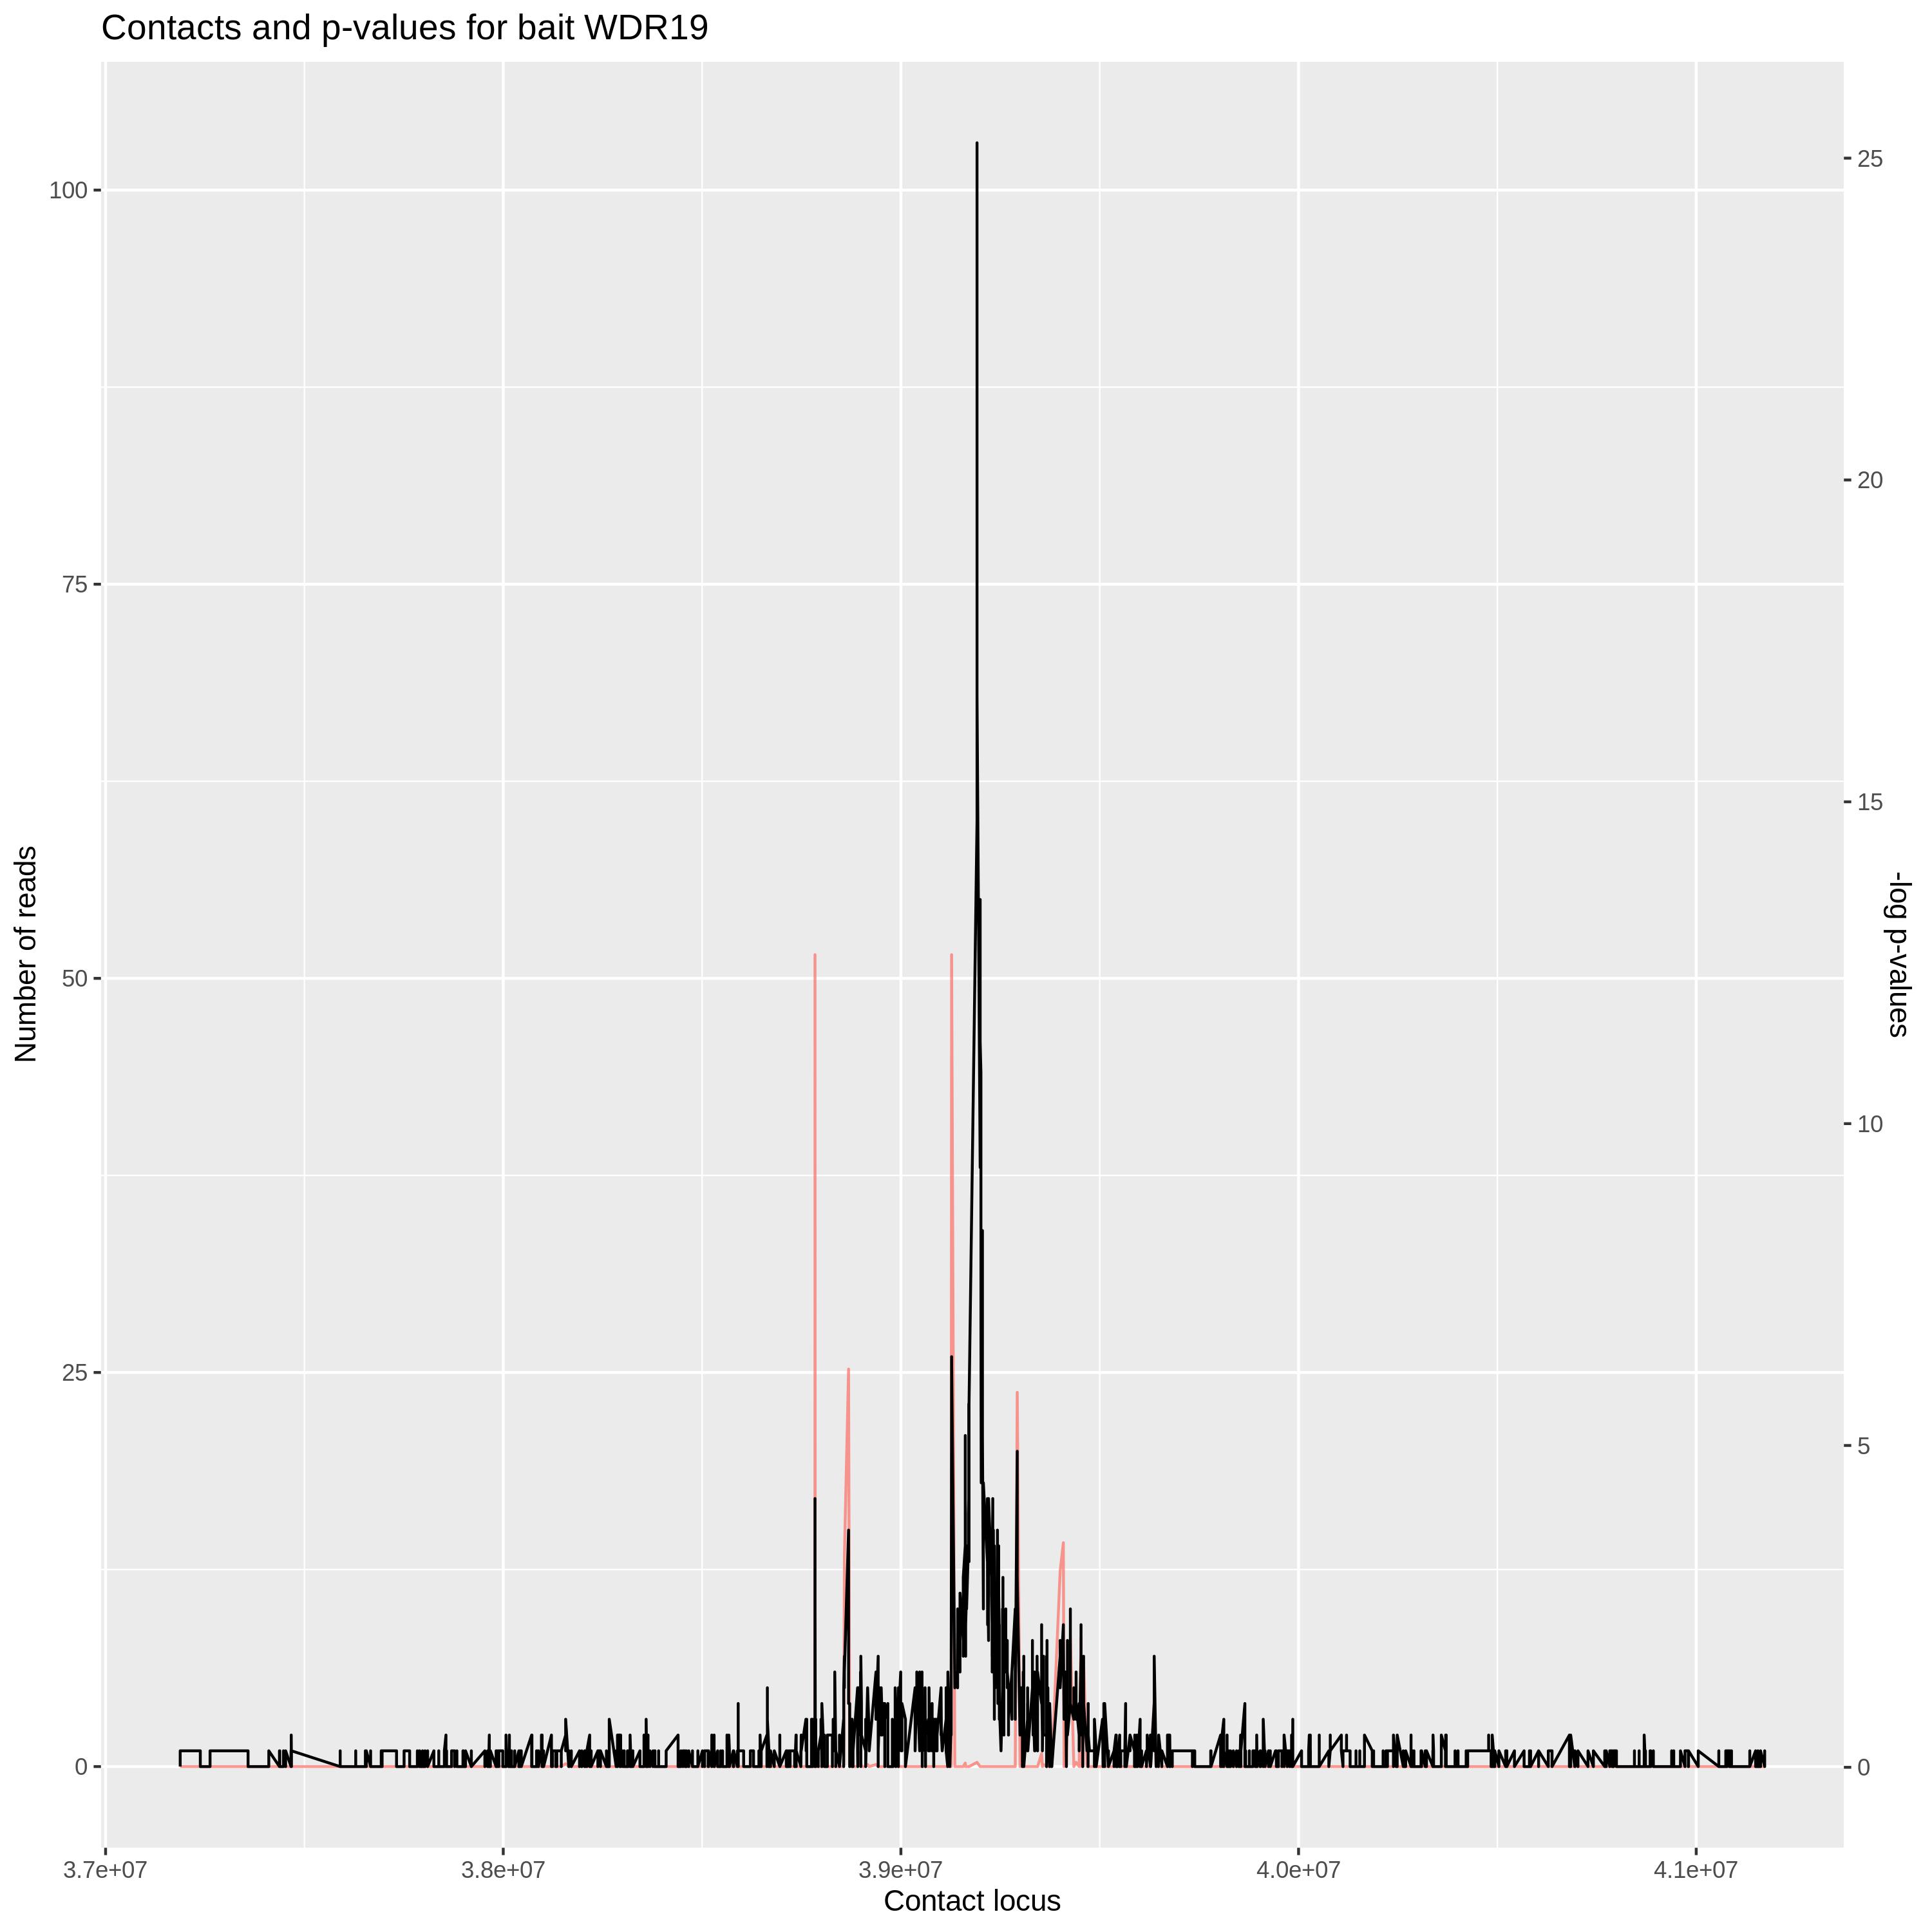 Contacts and p-values for bait WDR19
Number of reads
100
75
50
25
0
25
20
15
10
5
0
-log p-values
3.7e+07
3.8e+07
3.9e+07
4.0e+07
4.1e+07
Contact locus